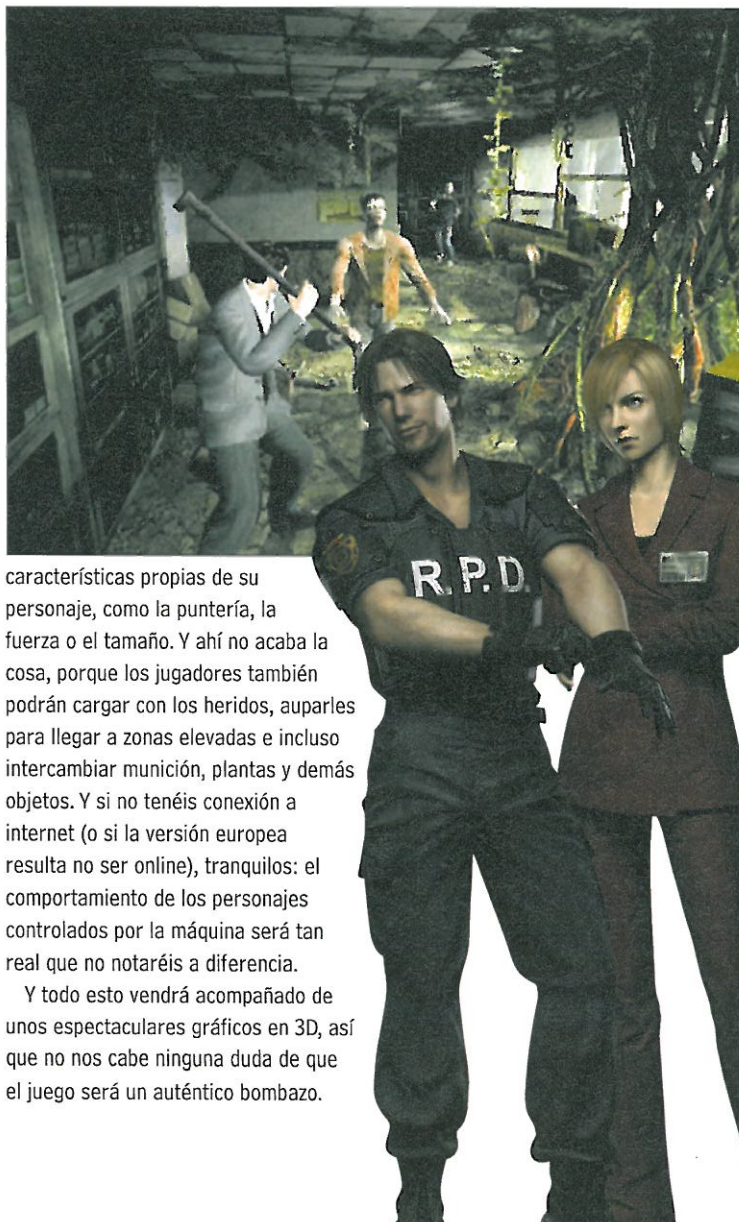 R.P.D.
características propias de su
personaje, como la puntería, la
fuerza o el tamaño. Y ahí no acaba la
cosa, porque los jugadores también
podrán cargar con los heridos, auparles
para llegar a zonas elevadas e incluso
intercambiar munición, plantas y demás
objetos. Y si no tenéis conexión a
internet (o si la versión europea
resulta no ser online), tranquilos: el
comportamiento de los personajes
controlados por la máquina será tan
real que no notaréis a diferencia.
Y todo esto vendrá acompañado de
unos espectaculares gráficos en 3D, así
que no nos cabe ninguna duda de que
el juego será un auténtico bombazo.